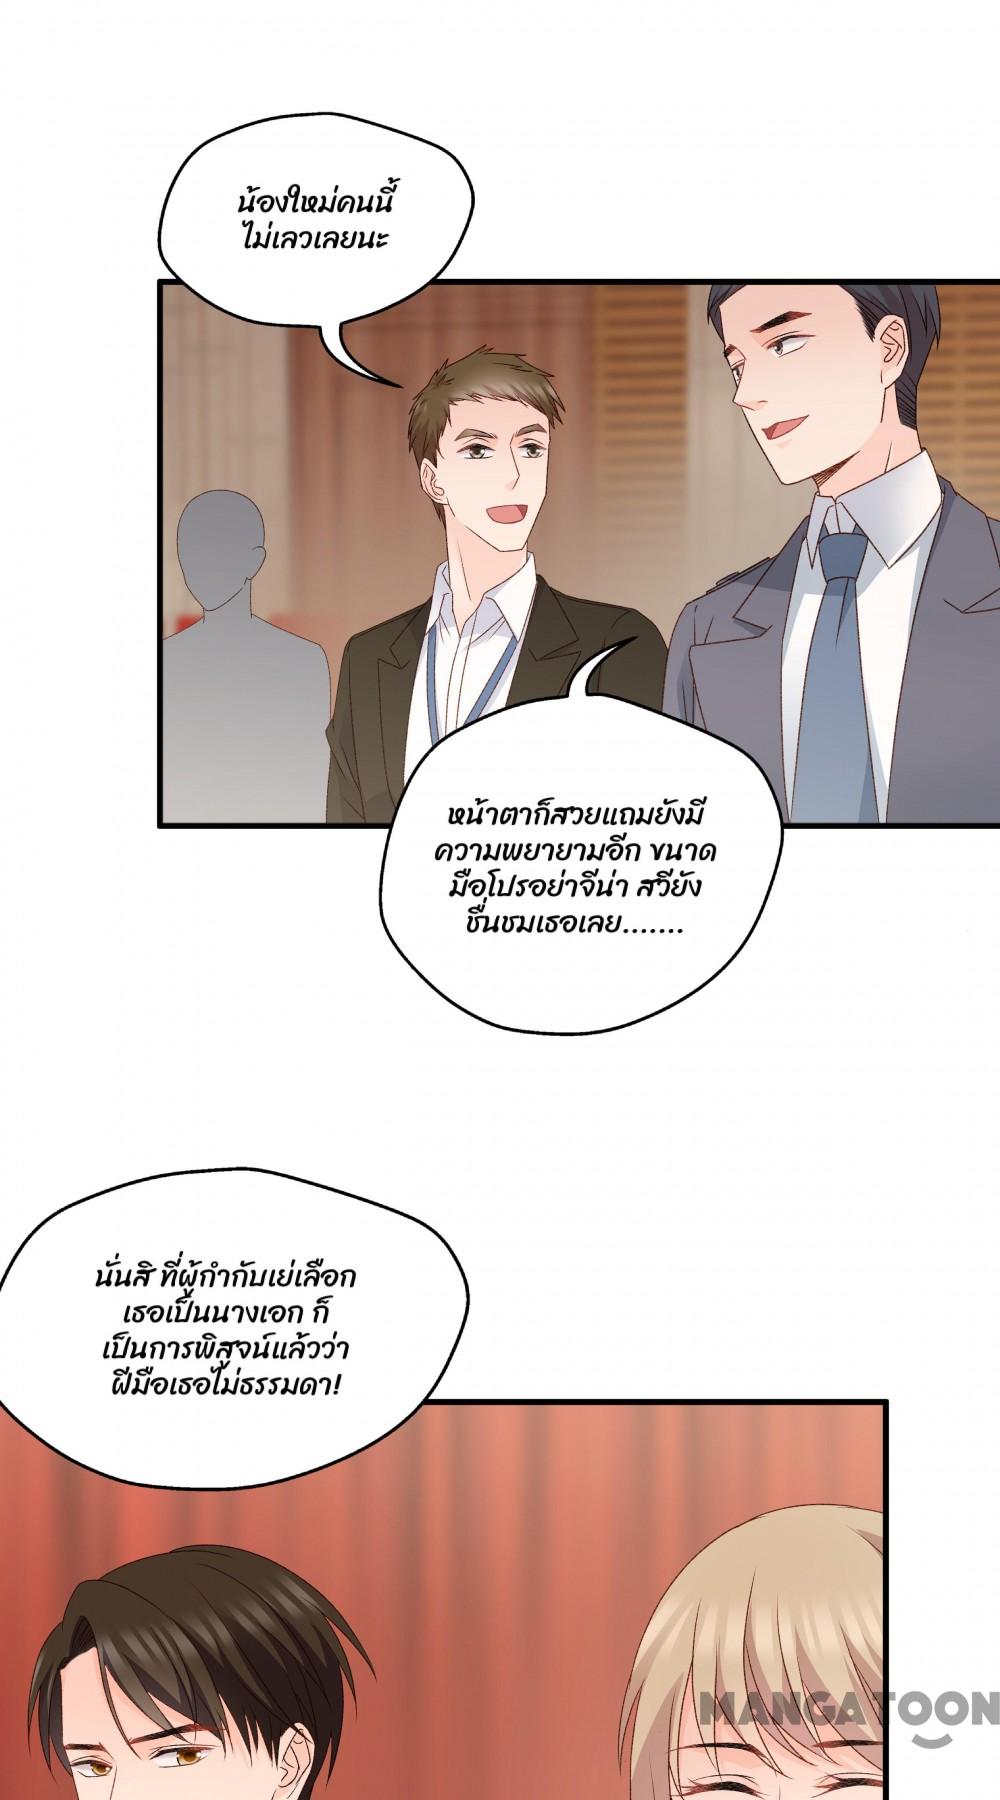 น้องใหม่คนนี้
ไม่เลวเลยนะ
หน้าตาก็สวยแถมยังมี
ความพยายามอีก ขนาด
มือโปรอย่าจีน่า สวียัง
ชื่นชมเธอเลย.......
นั่นสิ ที่ผู้กำกับเย่เลือก
เธอเป็นนางเอก ก็
เป็นการพิสูจน์แล้วว่า
ฝีมือเธอไม่ธรรมดา!
MANGATOON